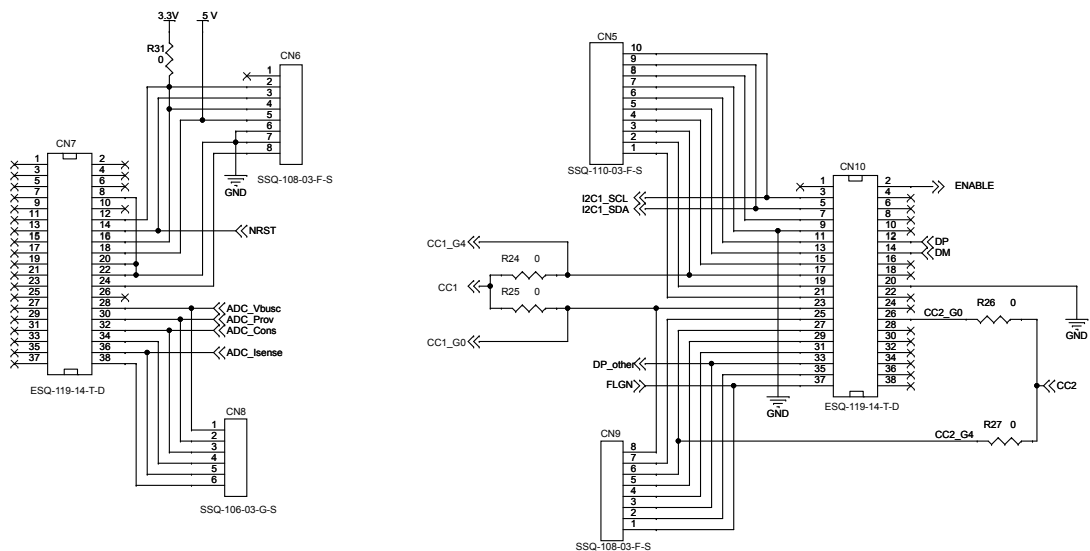 3.3V
5 V
R31
0
CN6
1
2
3
4
5
6
7
8
GND
SSQ-108-03-F-S
CN7
1 2
3 4
5 6
7 8
9 10
11 12
13 14
15 16
17 18
19 20
21 22
23 24
25 26
27 28
29 30
31 32
33 34
35 36
37 38
ESQ-119-14-T-D
NRST
ADC_Vbusc
ADC_Prov
ADC_Cons
ADC_Isense
CN8
1
2
3
4
5
6
SSQ-106-03-G-S
CN5
10
9
8
7
6
5
4
3
2
1
SSQ-110-03-F-S
I2C1_SCL
I2C1_SDA
CC1_G4
R24 0
CC1
R25 0
CC1_G0
DP_other
FLGN
GND
CN10
1 2
3 4
5 6
7 8
9 10
11 12
13 14
15 16
17 18
19 20
21 22
23 24
25 26
27 28
29 30
31 32
33 34
35 36
37 38
ESQ-119-14-T-D
ENABLE
DP
DM
GND
CC2_G0
R26 0
CC2
R27 0
CC2_G4
CN9
8
7
6
5
4
3
2
1
SSQ-108-03-F-S